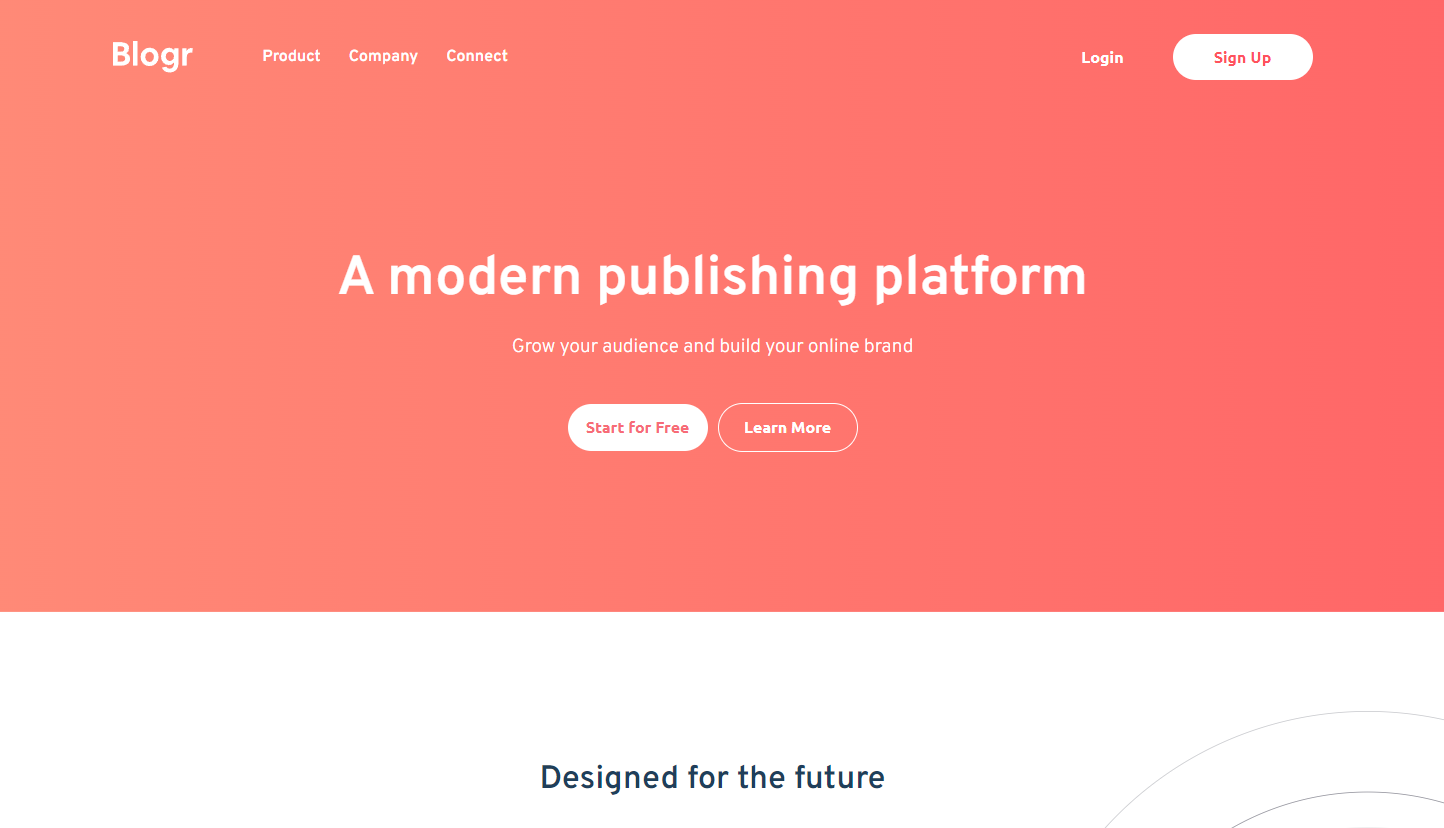 Blogr Product Company Connect Login Sign Up
A modern publishing platform
Grow your audience and build your online brand
Start for Free Learn More
Designed for the future